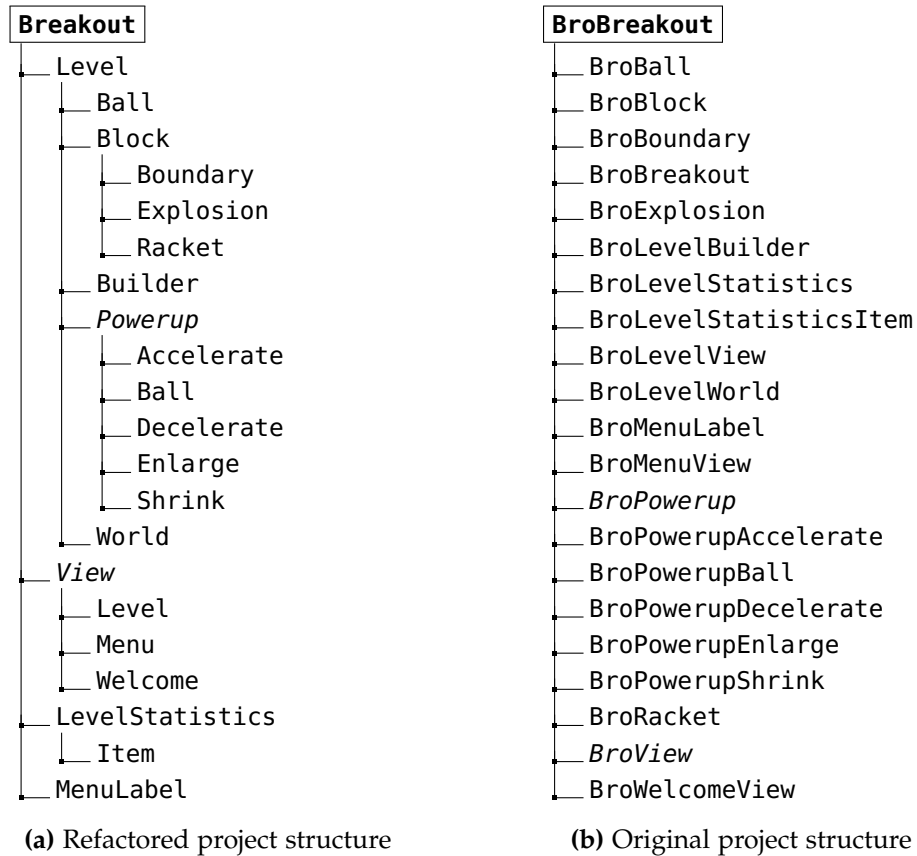 Breakout
Level
Ball
Block
Boundary
Explosion
Racket
Builder
Powerup
Accelerate
Ball
Decelerate
Enlarge
Shrink
World
View
Level
Menu
Welcome
LevelStatistics
Item
MenuLabel
(a) Refactored project structure
BroBreakout
BroBall
BroBlock
BroBoundary
BroBreakout
BroExplosion
BroLevelBuilder
BroLevelStatistics
BroLevelStatisticsItem
BroLevelView
BroLevelWorld
BroMenuLabel
BroMenuView
BroPowerup
BroPowerupAccelerate
BroPowerupBall
BroPowerupDecelerate
BroPowerupEnlarge
BroPowerupShrink
BroRacket
BroView
BroWelcomeView
(b) Original project structure